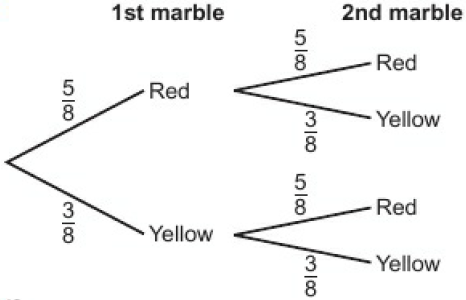 1st marble 2nd marble
5/8 Red
5/8 Red
3/8 Yellow
3/8 Yellow
5/8 Red
3/8 Yellow